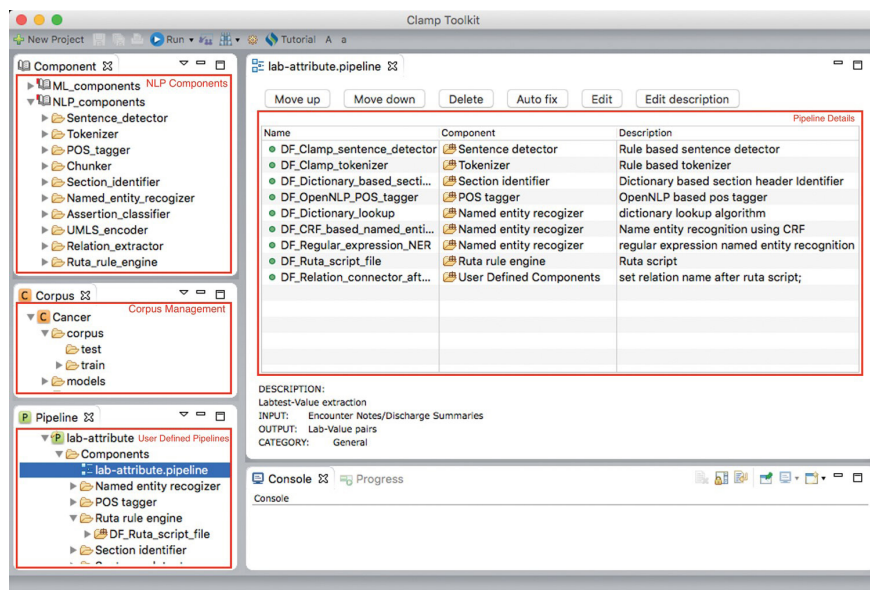 Clamp Toolkit
New Project Run Tutorial A a
Component
ML_components NLP Components
NLP_components
Sentence_detector
Tokenizer
POS_tagger
Chunker
Section_identifier
Named_entity_recogizer
Assertion_classifier
UMLS_encoder
Relation_extractor
Ruta_rule_engine
C Corpus
Corpus Management
C Cancer
corpus
test
train
models
P Pipeline
P lab-attribute User Defined Pipelines
Components
lab-attribute.pipeline
Named entity recogizer
POS tagger
Ruta rule engine
DF_Ruta_script_file
Section identifier
lab-attribute.pipeline
Move up Move down Delete Auto fix Edit Edit description
Pipeline Details
Name Component Description
DF_Clamp_sentence_detector Sentence detector Rule based sentence detector
DF_Clamp_tokenizer Tokenizer Rule based tokenizer
DF_Dictionary_based_secti... Section identifier Dictionary based section header Identifier
DF_OpenNLP_POS_tagger POS tagger OpenNLP based pos tagger
DF_Dictionary_lookup Named entity recogizer dictionary lookup algorithm
DF_CRF_based_named_enti... Named entity recogizer Name entity recognition using CRF
DF_Regular_expression_NER Named entity recogizer regular expression named entity recognition
DF_Ruta_script_file Ruta rule engine Ruta script
DF_Relation_connector_aft... User Defined Components set relation name after ruta script;
DESCRIPTION:
Labtest-Value extraction
INPUT: Encounter Notes/Discharge Summaries
OUTPUT: Lab-Value pairs
CATEGORY: General
Console Progress
Console